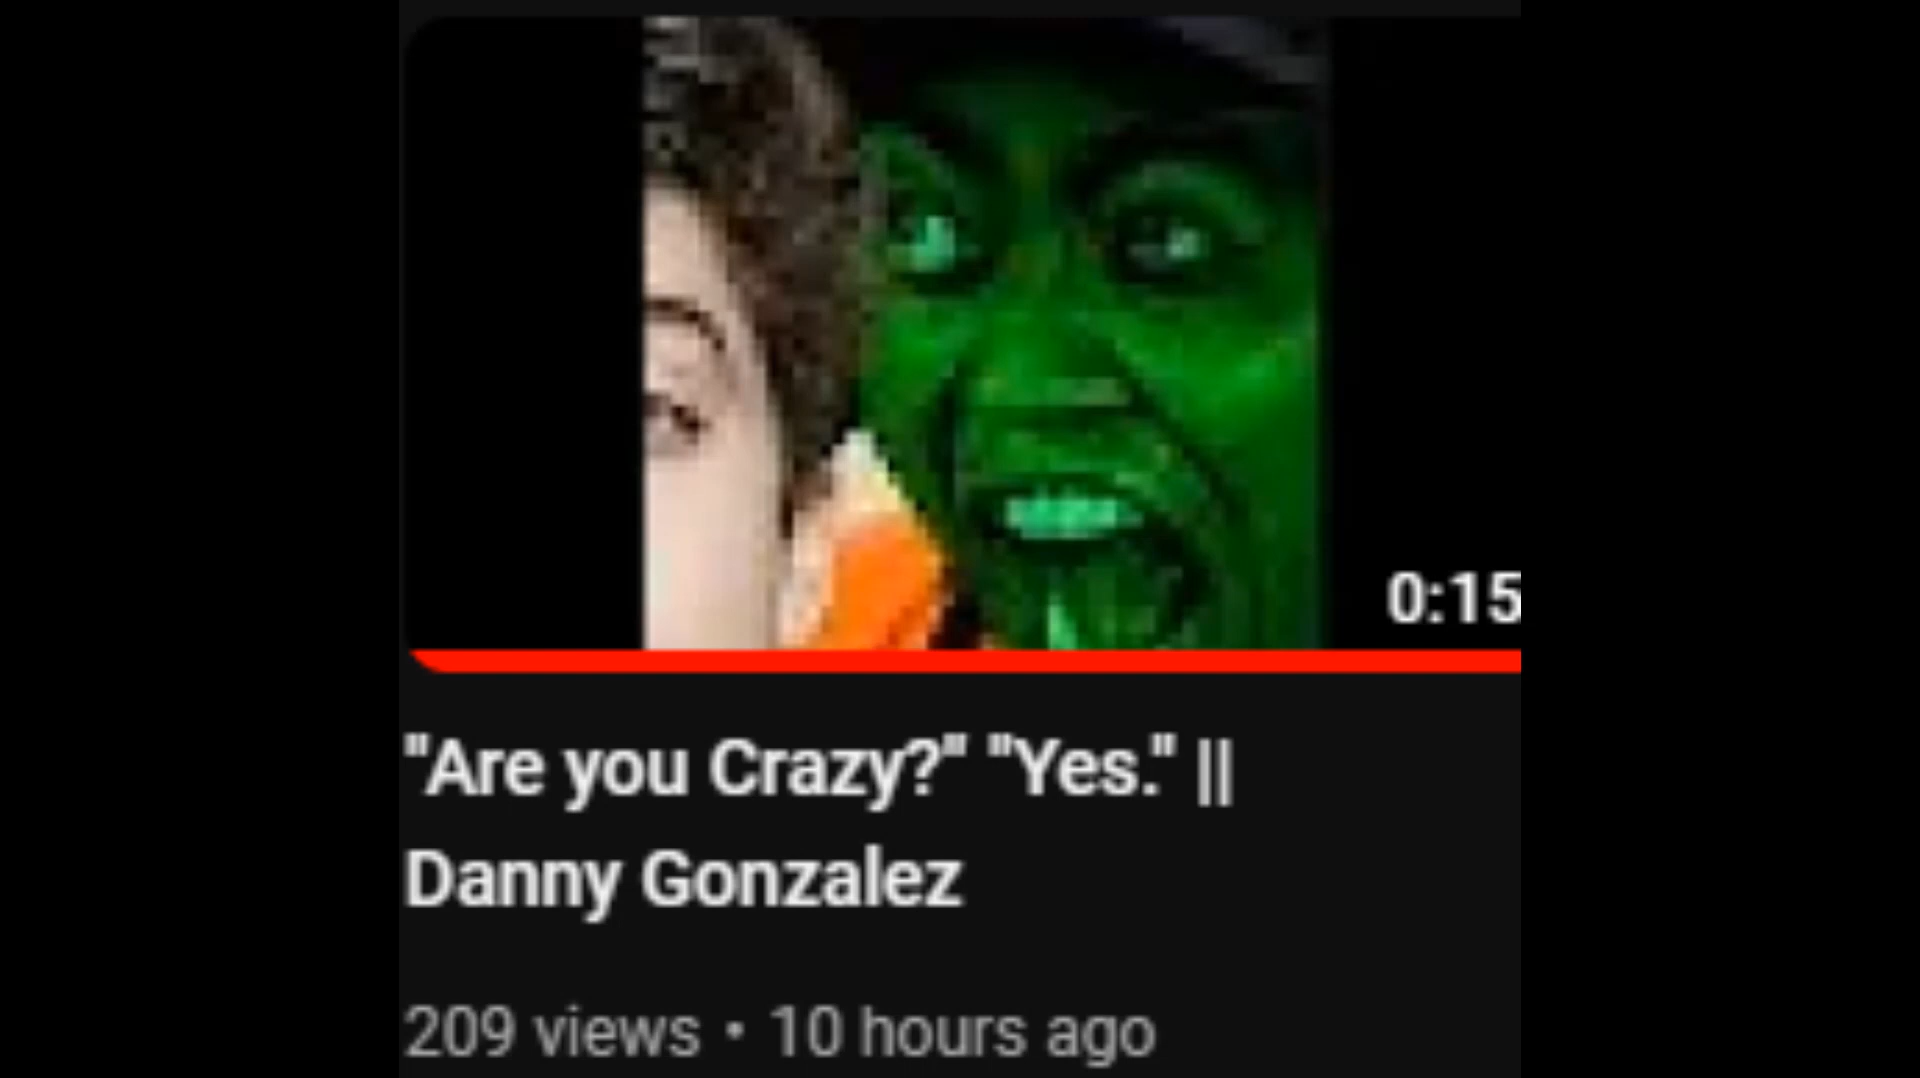 0:15
"Are you Crazy?" "Yes." ||
Danny Gonzalez
209 views • 10 hours ago